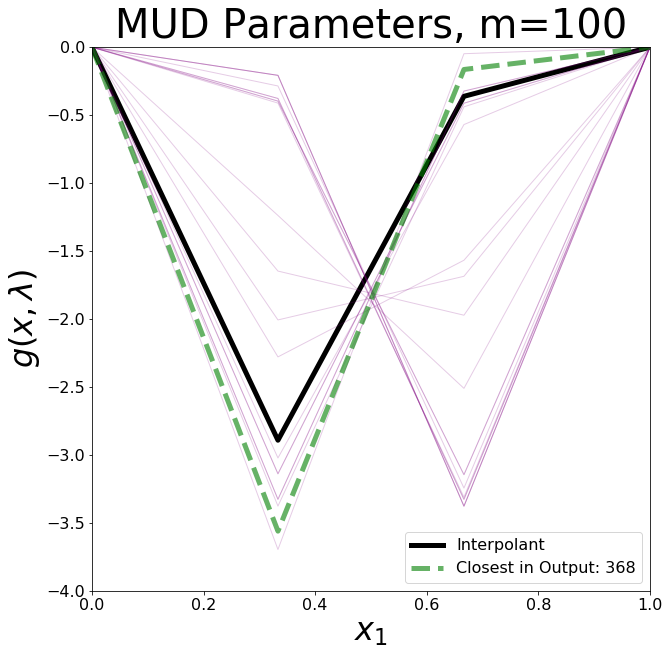 MUD Parameters, m=100
0.0
−0.5
−1.0
−1.5
−2.0
−2.5
−3.0
−3.5
−4.0
g(x, λ)
Interpolant
Closest in Output: 368
0.0 0.2 0.4 0.6 0.8 1.0
x₁